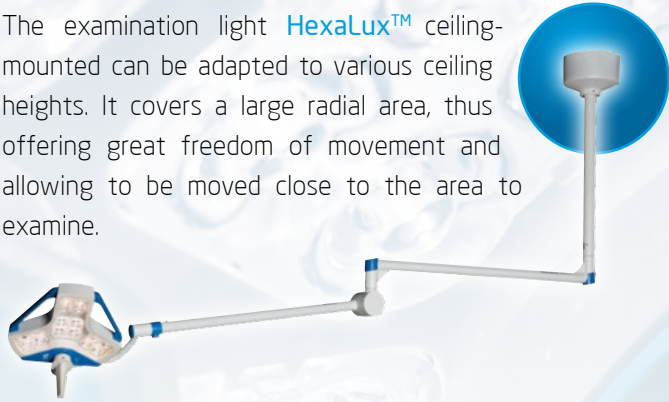 The examination light HexaLux™ ceiling-
mounted can be adapted to various ceiling
heights. It covers a large radial area, thus
offering great freedom of movement and
allowing to be moved close to the area to
examine.